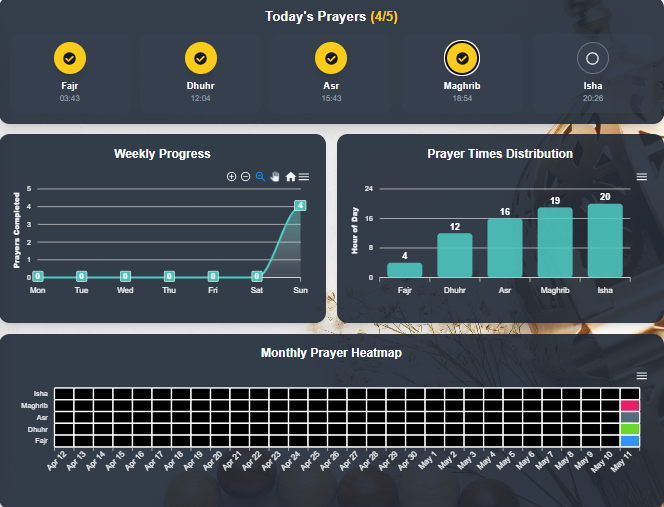 Today's Prayers (4/5)
Fajr Dhuhr Asr Maghrib Isha
03:43 12:04 15:43 18:54 20:26
Weekly Progress
Prayers Completed
5
4
3
2
1
0
0 0 0 0 0 0 4
Mon Tue Wed Thu Fri Sat Sun
Prayer Times Distribution
Hour of Day
24
16
8
0
4 12 16 19 20
Fajr Dhuhr Asr Maghrib Isha
Monthly Prayer Heatmap
Isha
Maghrib
Asr
Dhuhr
Fajr
Apr 12 Apr 13 Apr 14 Apr 15 Apr 16 Apr 17 Apr 18 Apr 19 Apr 20 Apr 21 Apr 22 Apr 23 Apr 24 Apr 25 Apr 26 Apr 27 Apr 28 Apr 29 Apr 30 May 1 May 2 May 3 May 4 May 5 May 6 May 7 May 8 May 9 May 10 May 11